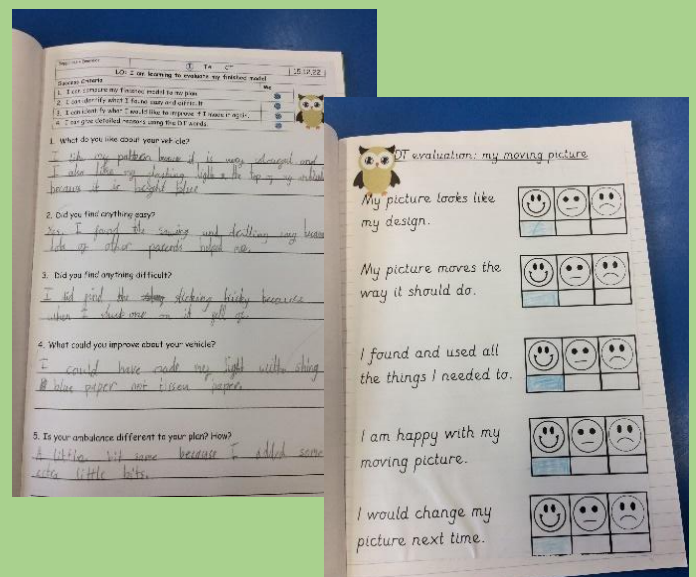 I TA CT
LO: I am learning to evaluate my finished model
15.12.22
Success Criteria
Me
1. I can compare my finished model to my plan.
2. I can identify what I found easy and difficult.
3. I can identify what I would like to improve if I made it again.
4. I can give detailed reasons using the DT words.
1. What do you like about your vehicle?
I like my pattern because it is very colourful and
I also like my flashing light on the top of my
because it is bright blue
2. Did you find anything easy?
Yes I found the sawing and drilling easy because
lots of other parents helped me.
3. Did you find anything difficult?
I did find the sticking tricky because
when I stuck one on it fell of
4. What could you improve about your vehicle?
I could have made my light with shiny
blue paper not tissue paper.
5. Is your ambulance different to your plan? How?
A little bit same because I added some
little bits.
DT evaluation: my moving picture
My picture looks like
my design.
My picture moves the
way it should do.
I found and used all
the things I needed to.
I am happy with my
moving picture.
I would change my
picture next time.